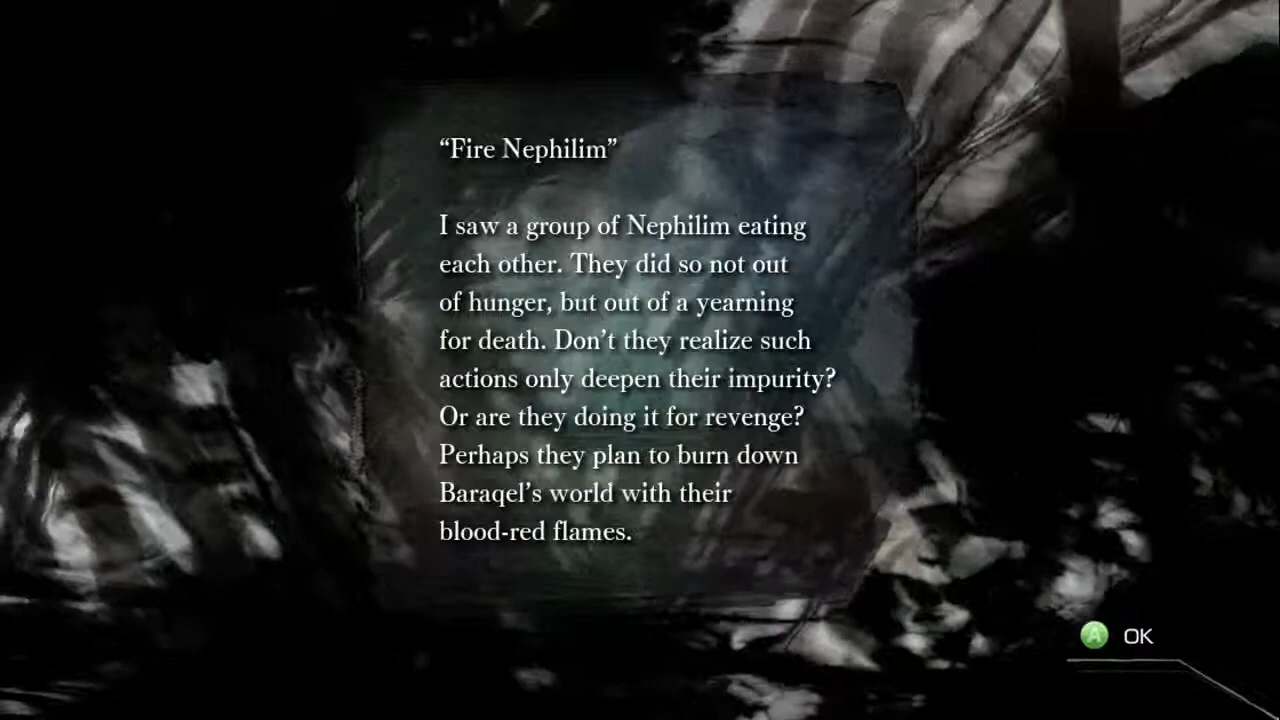 “Fire Nephilim”
I saw a group of Nephilim eating
each other. They did so not out
of hunger, but out of a yearning
for death. Don’t they realize such
actions only deepen their impurity?
Or are they doing it for revenge?
Perhaps they plan to burn down
Baraqel’s world with their
blood-red flames.
A OK